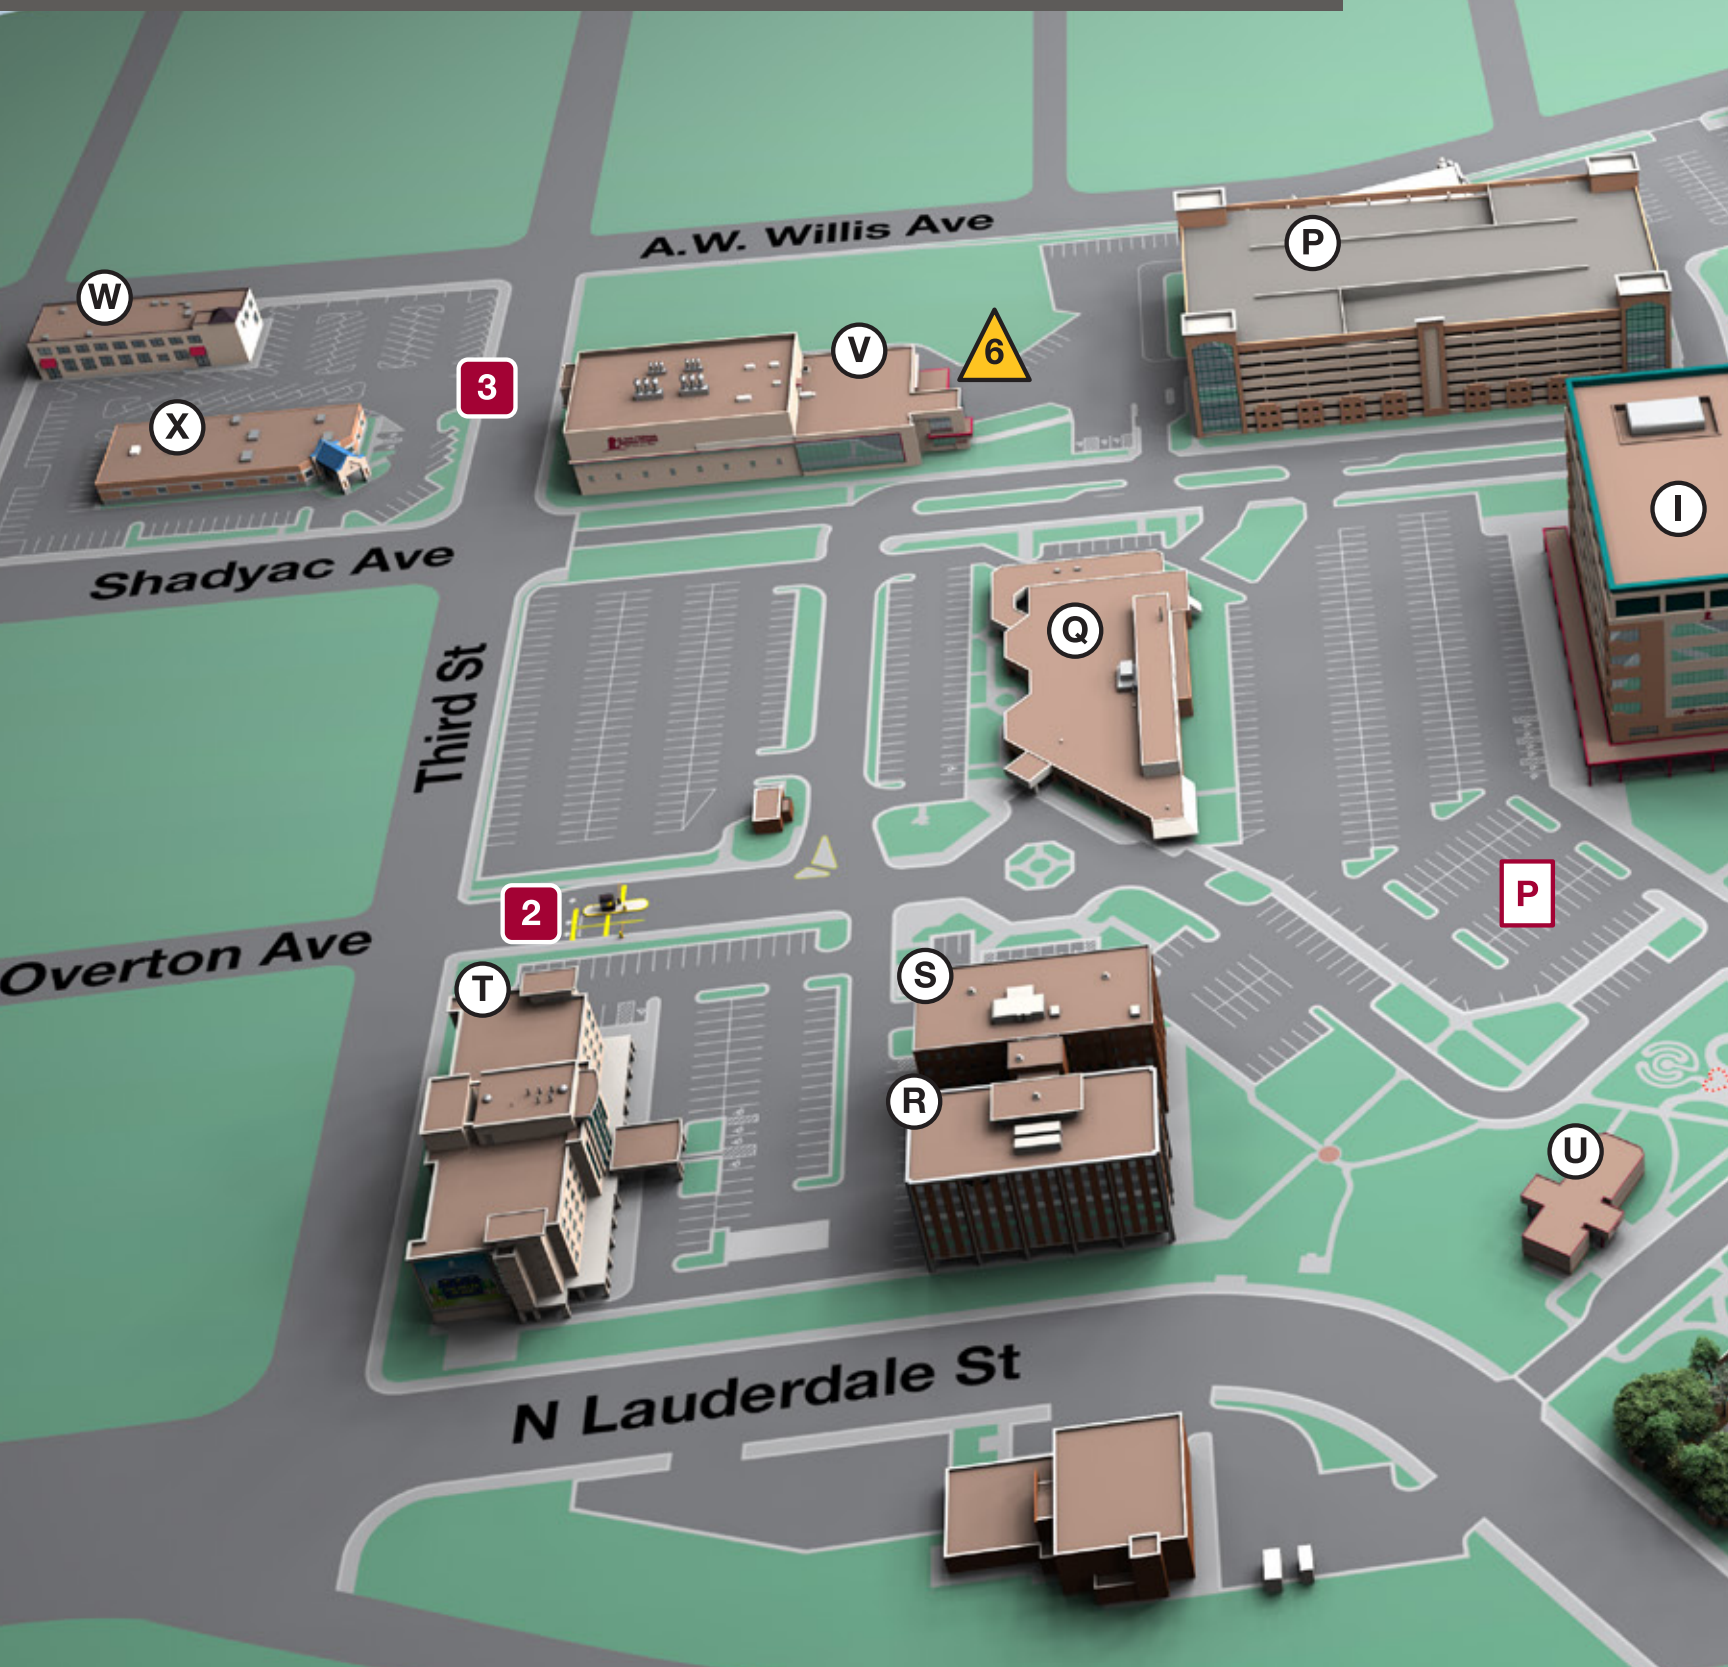 A.W. Willis Ave
P
W
V
6
3
X
I
Shadyac Ave
Q
Third St
P
2
Overton Ave
S
T
R
U
N Lauderdale St